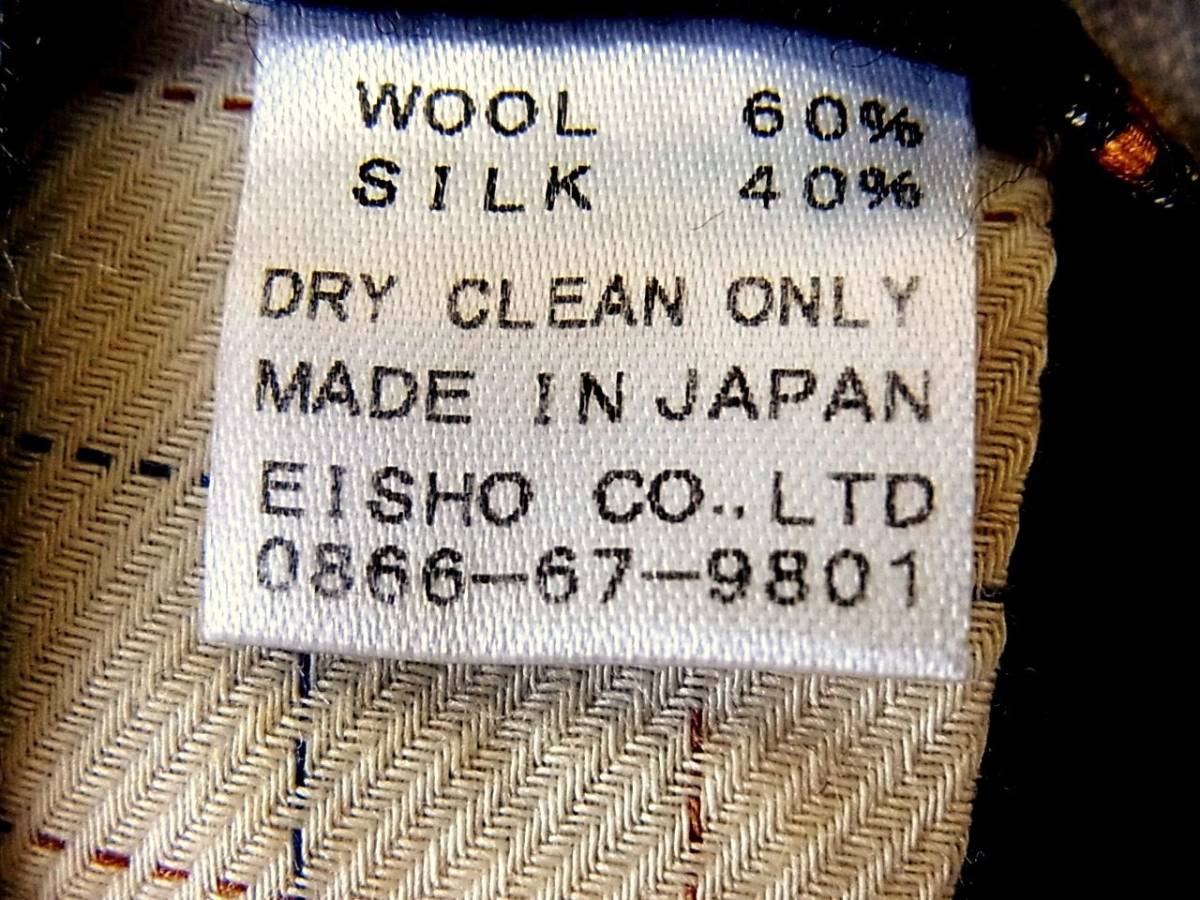 WOOL 60%
SILK 40%
DRY CLEAN ONLY
MADE IN JAPAN
EISHO CO.,LTD
0866-67-9801